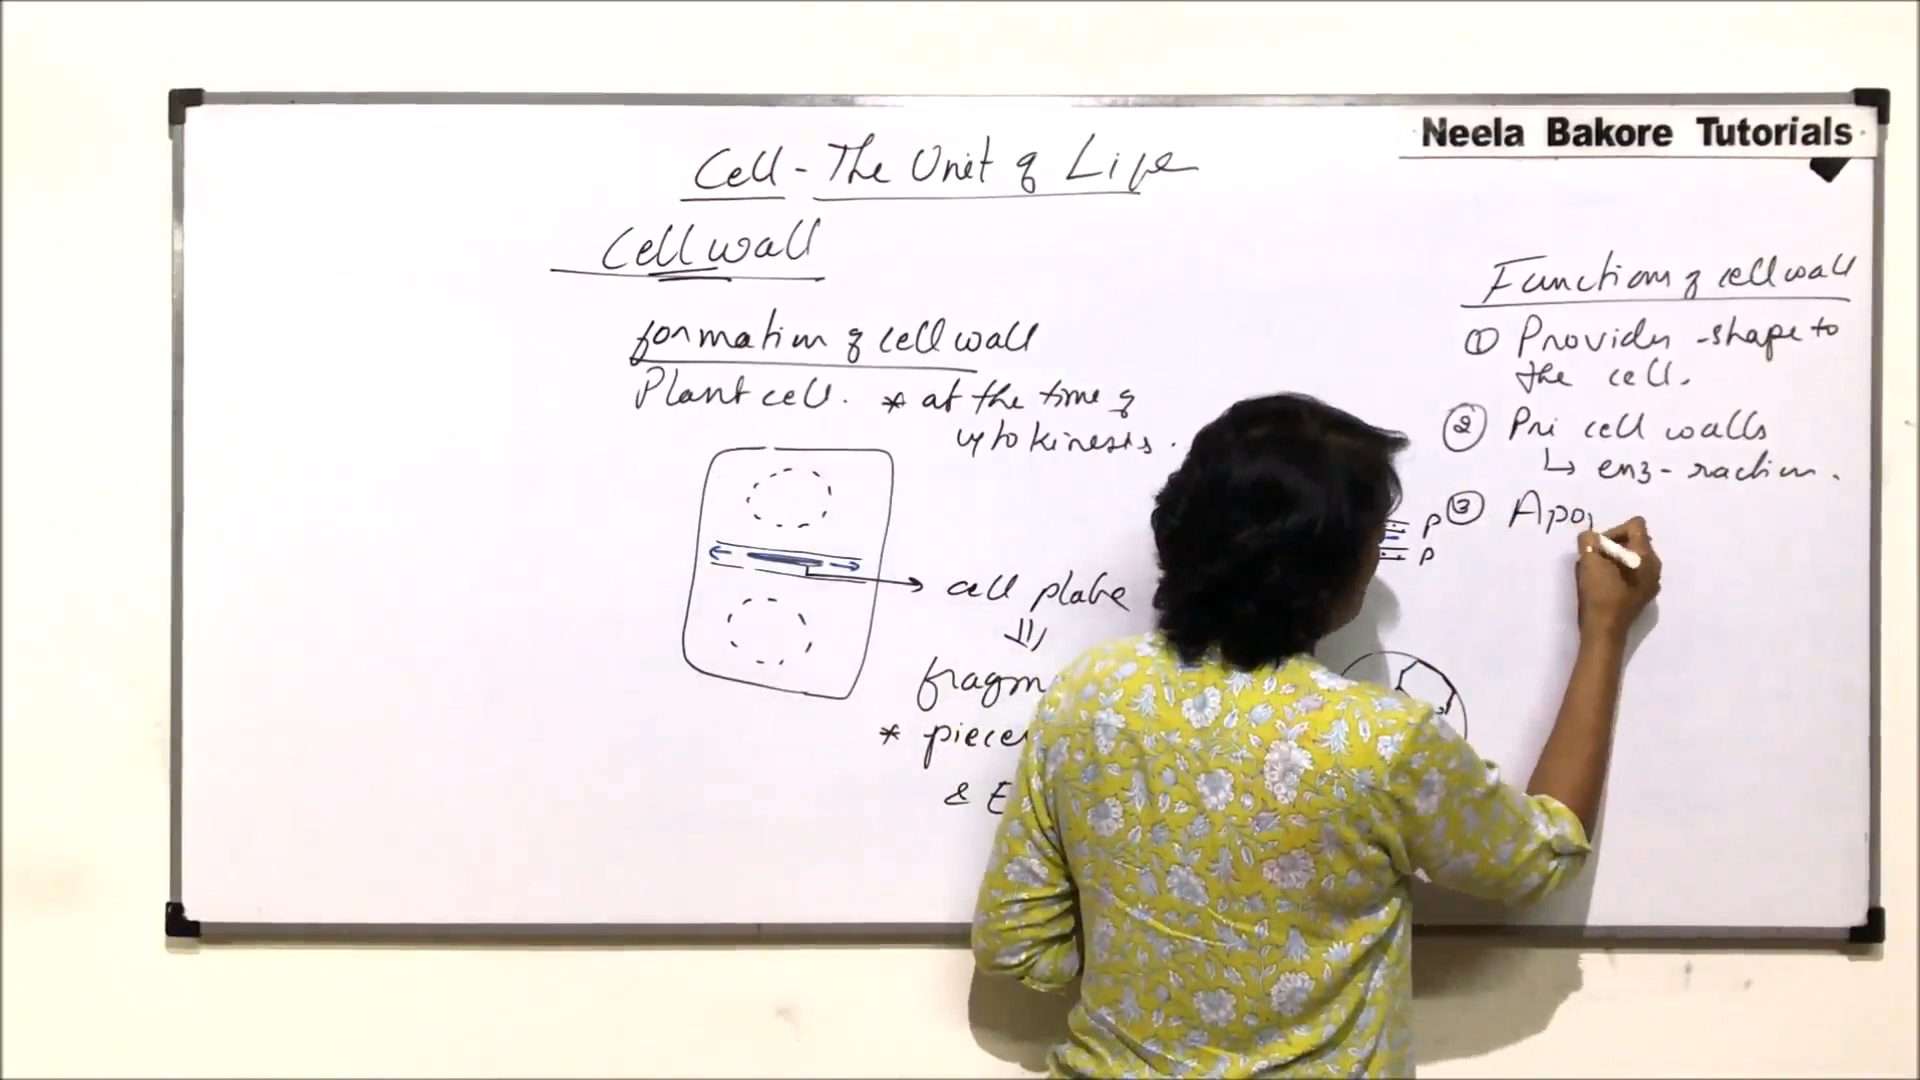 Neela Bakore Tutorials
Cell - The Unit of Life
Cell wall
formation of cell wall
Plant cell. * at the time of
cytokinesis.
cell plate
fragm
* pieces
& E
P
P
Function of cell wall
① Provides shape to
the cell.
② Pri cell walls
↳ enz - reaction.
③ Apo